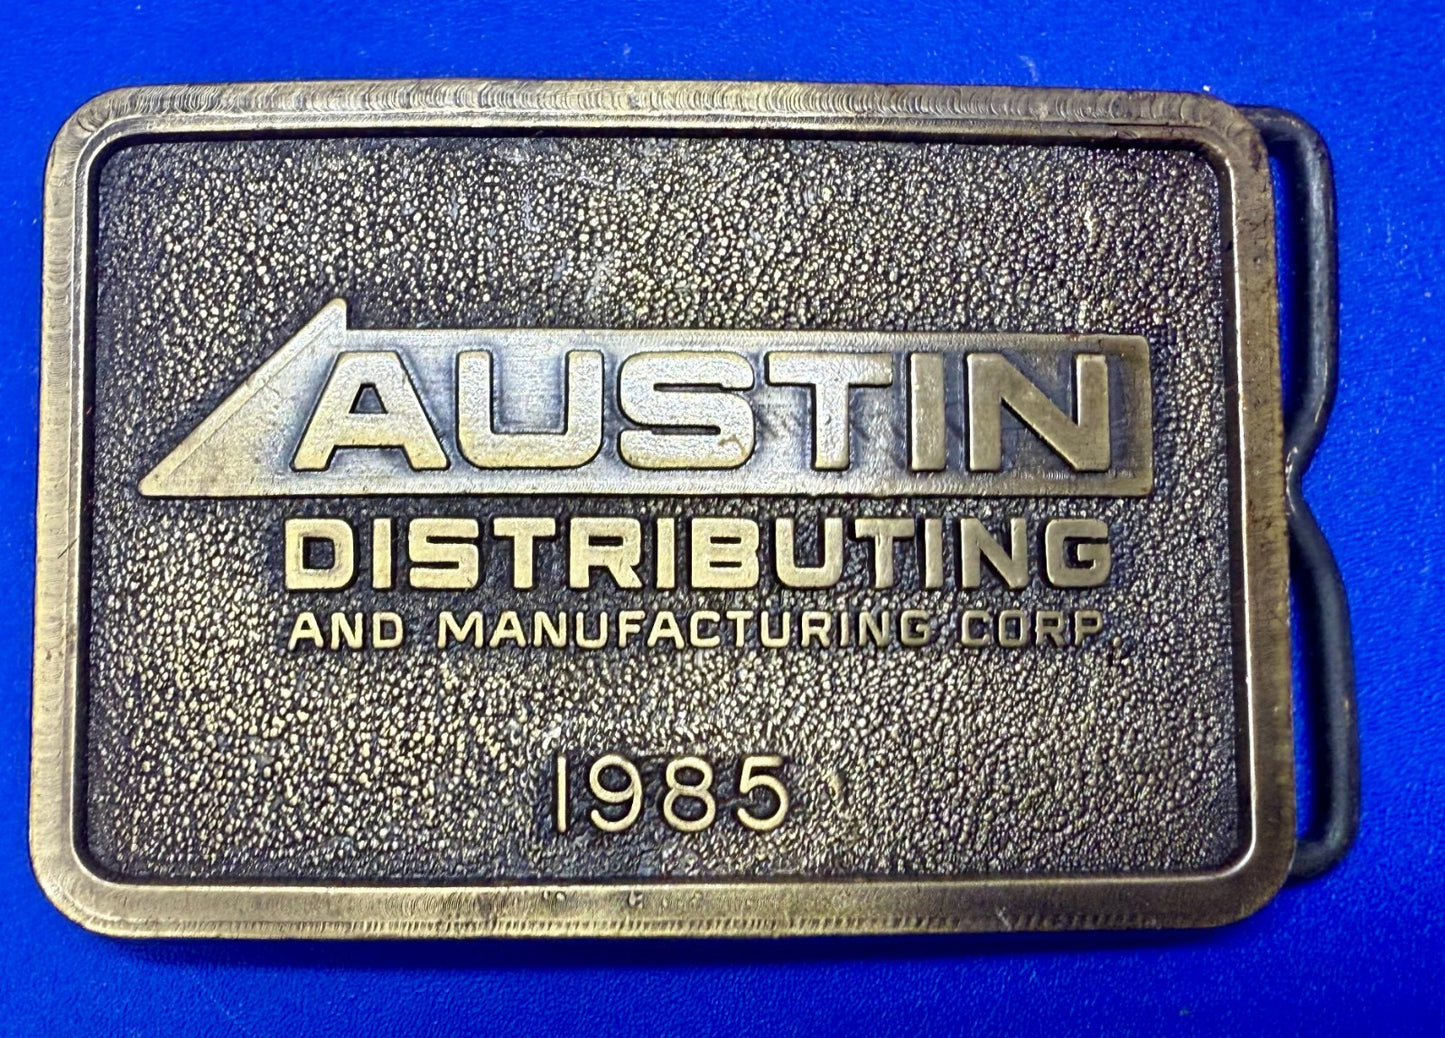 AUSTIN
DISTRIBUTING
AND MANUFACTURING CORP.
1985